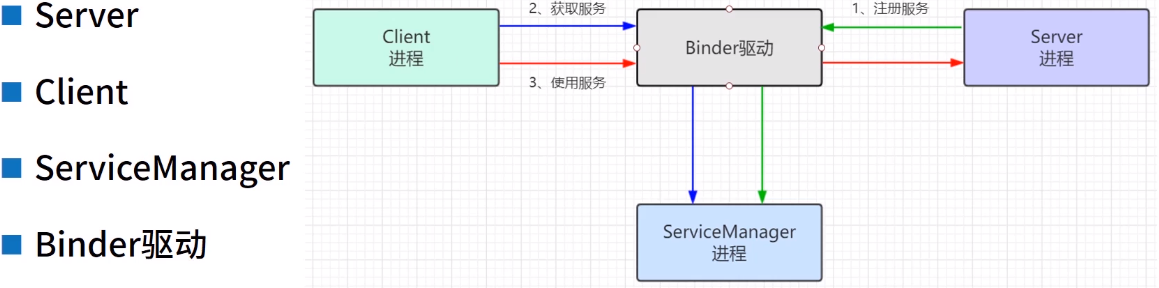 Server
Client
ServiceManager
Binder驱动
2、获取服务
1、注册服务
Client
进程
Binder驱动
Server
进程
3、使用服务
ServiceManager
进程